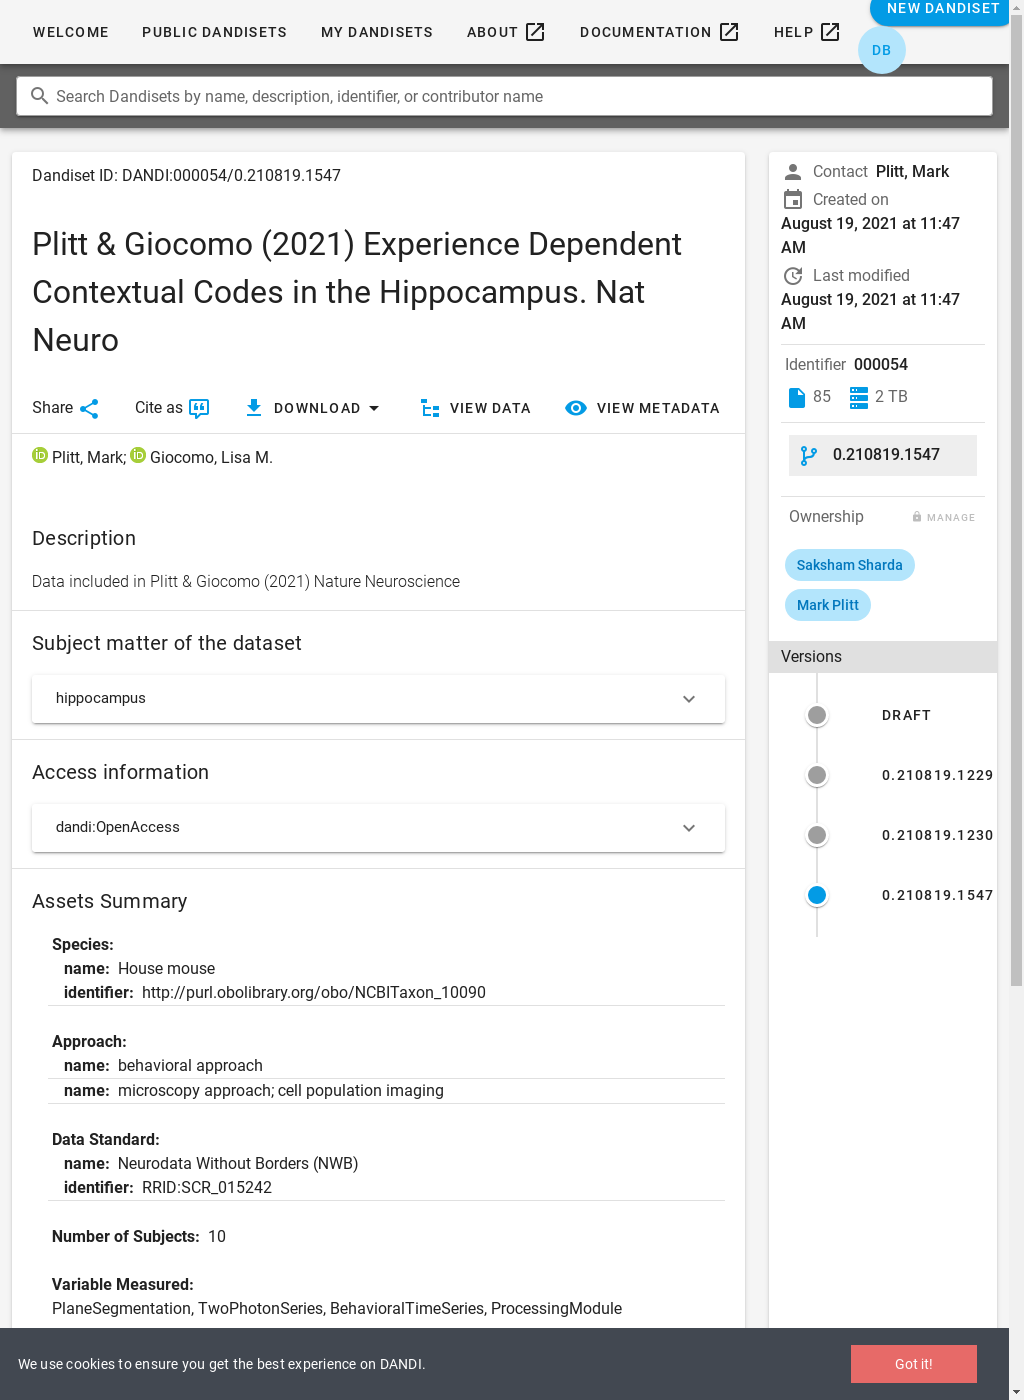 WELCOME
PUBLIC DANDISETS
MY DANDISETS
ABOUT
DOCUMENTATION
HELP
NEW DANDISET
DB
Search Dandisets by name, description, identifier, or contributor name
Dandiset ID: DANDI:000054/0.210819.1547
Plitt & Giocomo (2021) Experience Dependent
Contextual Codes in the Hippocampus. Nat
Neuro
Share
Cite as
DOWNLOAD
VIEW DATA
VIEW METADATA
iD Plitt, Mark; iD Giocomo, Lisa M.
Description
Data included in Plitt & Giocomo (2021) Nature Neuroscience
Subject matter of the dataset
hippocampus
Access information
dandi:OpenAccess
Assets Summary
Species:
name: House mouse
identifier: http://purl.obolibrary.org/obo/NCBITaxon_10090
Approach:
name: behavioral approach
name: microscopy approach; cell population imaging
Data Standard:
name: Neurodata Without Borders (NWB)
identifier: RRID:SCR_015242
Number of Subjects: 10
Variable Measured:
PlaneSegmentation, TwoPhotonSeries, BehavioralTimeSeries, ProcessingModule
Contact Plitt, Mark
Created on
August 19, 2021 at 11:47
AM
Last modified
August 19, 2021 at 11:47
AM
Identifier 000054
85
2 TB
0.210819.1547
Ownership
MANAGE
Saksham Sharda
Mark Plitt
Versions
DRAFT
0.210819.1229
0.210819.1230
0.210819.1547
We use cookies to ensure you get the best experience on DANDI.
Got it!